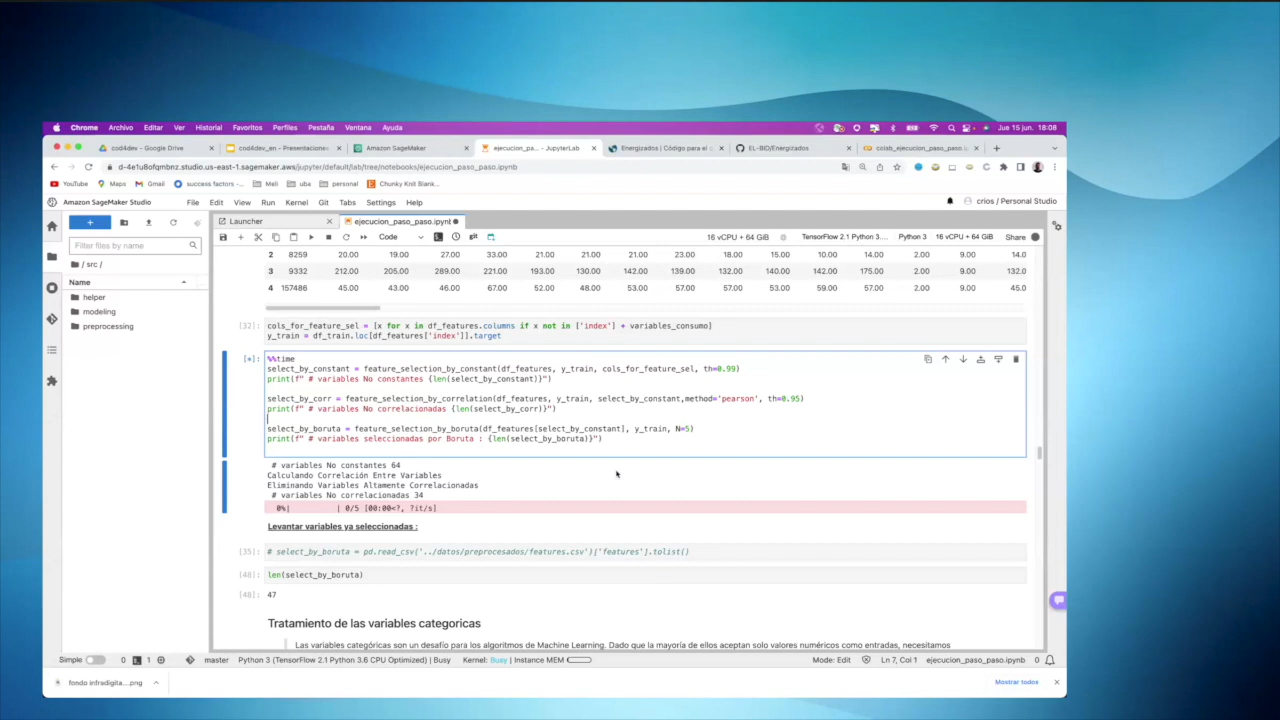 Chrome Archivo Editar Ver Historial Favoritos Perfiles Pestaña Ventana Ayuda Jue 15 jun. 18:08
cod4dev - Google Drive cod4dev_en - Presentaciones Amazon SageMaker ejecucion_pa... - JupyterLab Energizados | Código para el u EL-BID/Energizados
d-4e1u8ofqmbnz.studio.us-east-1.sagemaker.aws/jupyter/default/lab/tree/notebooks/ejecucion_paso_paso.ipynb
YouTube Maps Gmail success factors -... Meli uba personal Chunky Knit Blank...
Amazon SageMaker Studio File Edit View Run Kernel Git Tabs Settings Help crios / Personal Studio
Launcher ejecucion_paso_paso.ipynb
Code git 16 vCPU + 64 GiB TensorFlow 2.1 Python 3.... Python 3 16 vCPU + 64 GiB Share
Filter files by name
/ src /
Name
helper
modeling
preprocessing
2 8259 20.00 19.00 27.00 33.00 21.00 21.00 21.00 23.00 18.00 15.00 10.00 14.00 2.00 9.00 14.0
3 9332 212.00 205.00 289.00 221.00 193.00 130.00 142.00 139.00 132.00 140.00 142.00 175.00 2.00 9.00 132.0
4 157486 45.00 43.00 46.00 67.00 52.00 48.00 53.00 57.00 57.00 53.00 59.00 57.00 2.00 9.00 45.0
[32]: cols_for_feature_sel = [x for x in df_features.columns if x not in ['index'] + variables_consumo]
y_train = df_train.loc[df_features['index']].target
[*]: %%time
select_by_constant = feature_selection_by_constant(df_features, y_train, cols_for_feature_sel, th=0.99)
print(f" # variables No constantes {len(select_by_constant)}")
select_by_corr = feature_selection_by_correlation(df_features, y_train, select_by_constant,method='pearson', th=0.95)
print(f" # variables No correlacionadas {len(select_by_corr)}")
select_by_boruta = feature_selection_by_boruta(df_features[select_by_constant], y_train, N=5)
print(f" # variables seleccionadas por Boruta : {len(select_by_boruta)}")
# variables No constantes 64
Calculando Correlación Entre Variables
Eliminando Variables Altamente Correlacionadas
# variables No correlacionadas 34
0%| | 0/5 [00:00<?, ?it/s]
Levantar variables ya seleccionadas :
[35]: # select_by_boruta = pd.read_csv('../datos/preprocesados/features.csv')['features'].tolist()
[48]: len(select_by_boruta)
[48]: 47
Tratamiento de las variables categoricas
Las variables categóricas son un desafío para los algoritmos de Machine Learning. Dado que la mayoría de ellos aceptan solo valores numéricos como entradas, necesitamos
Simple 0 1 master Python 3 (TensorFlow 2.1 Python 3.6 CPU Optimized) | Busy Kernel: Busy | Instance MEM Mode: Edit Ln 7, Col 1 ejecucion_paso_paso.ipynb 0
fondo infradigita....png Mostrar todos